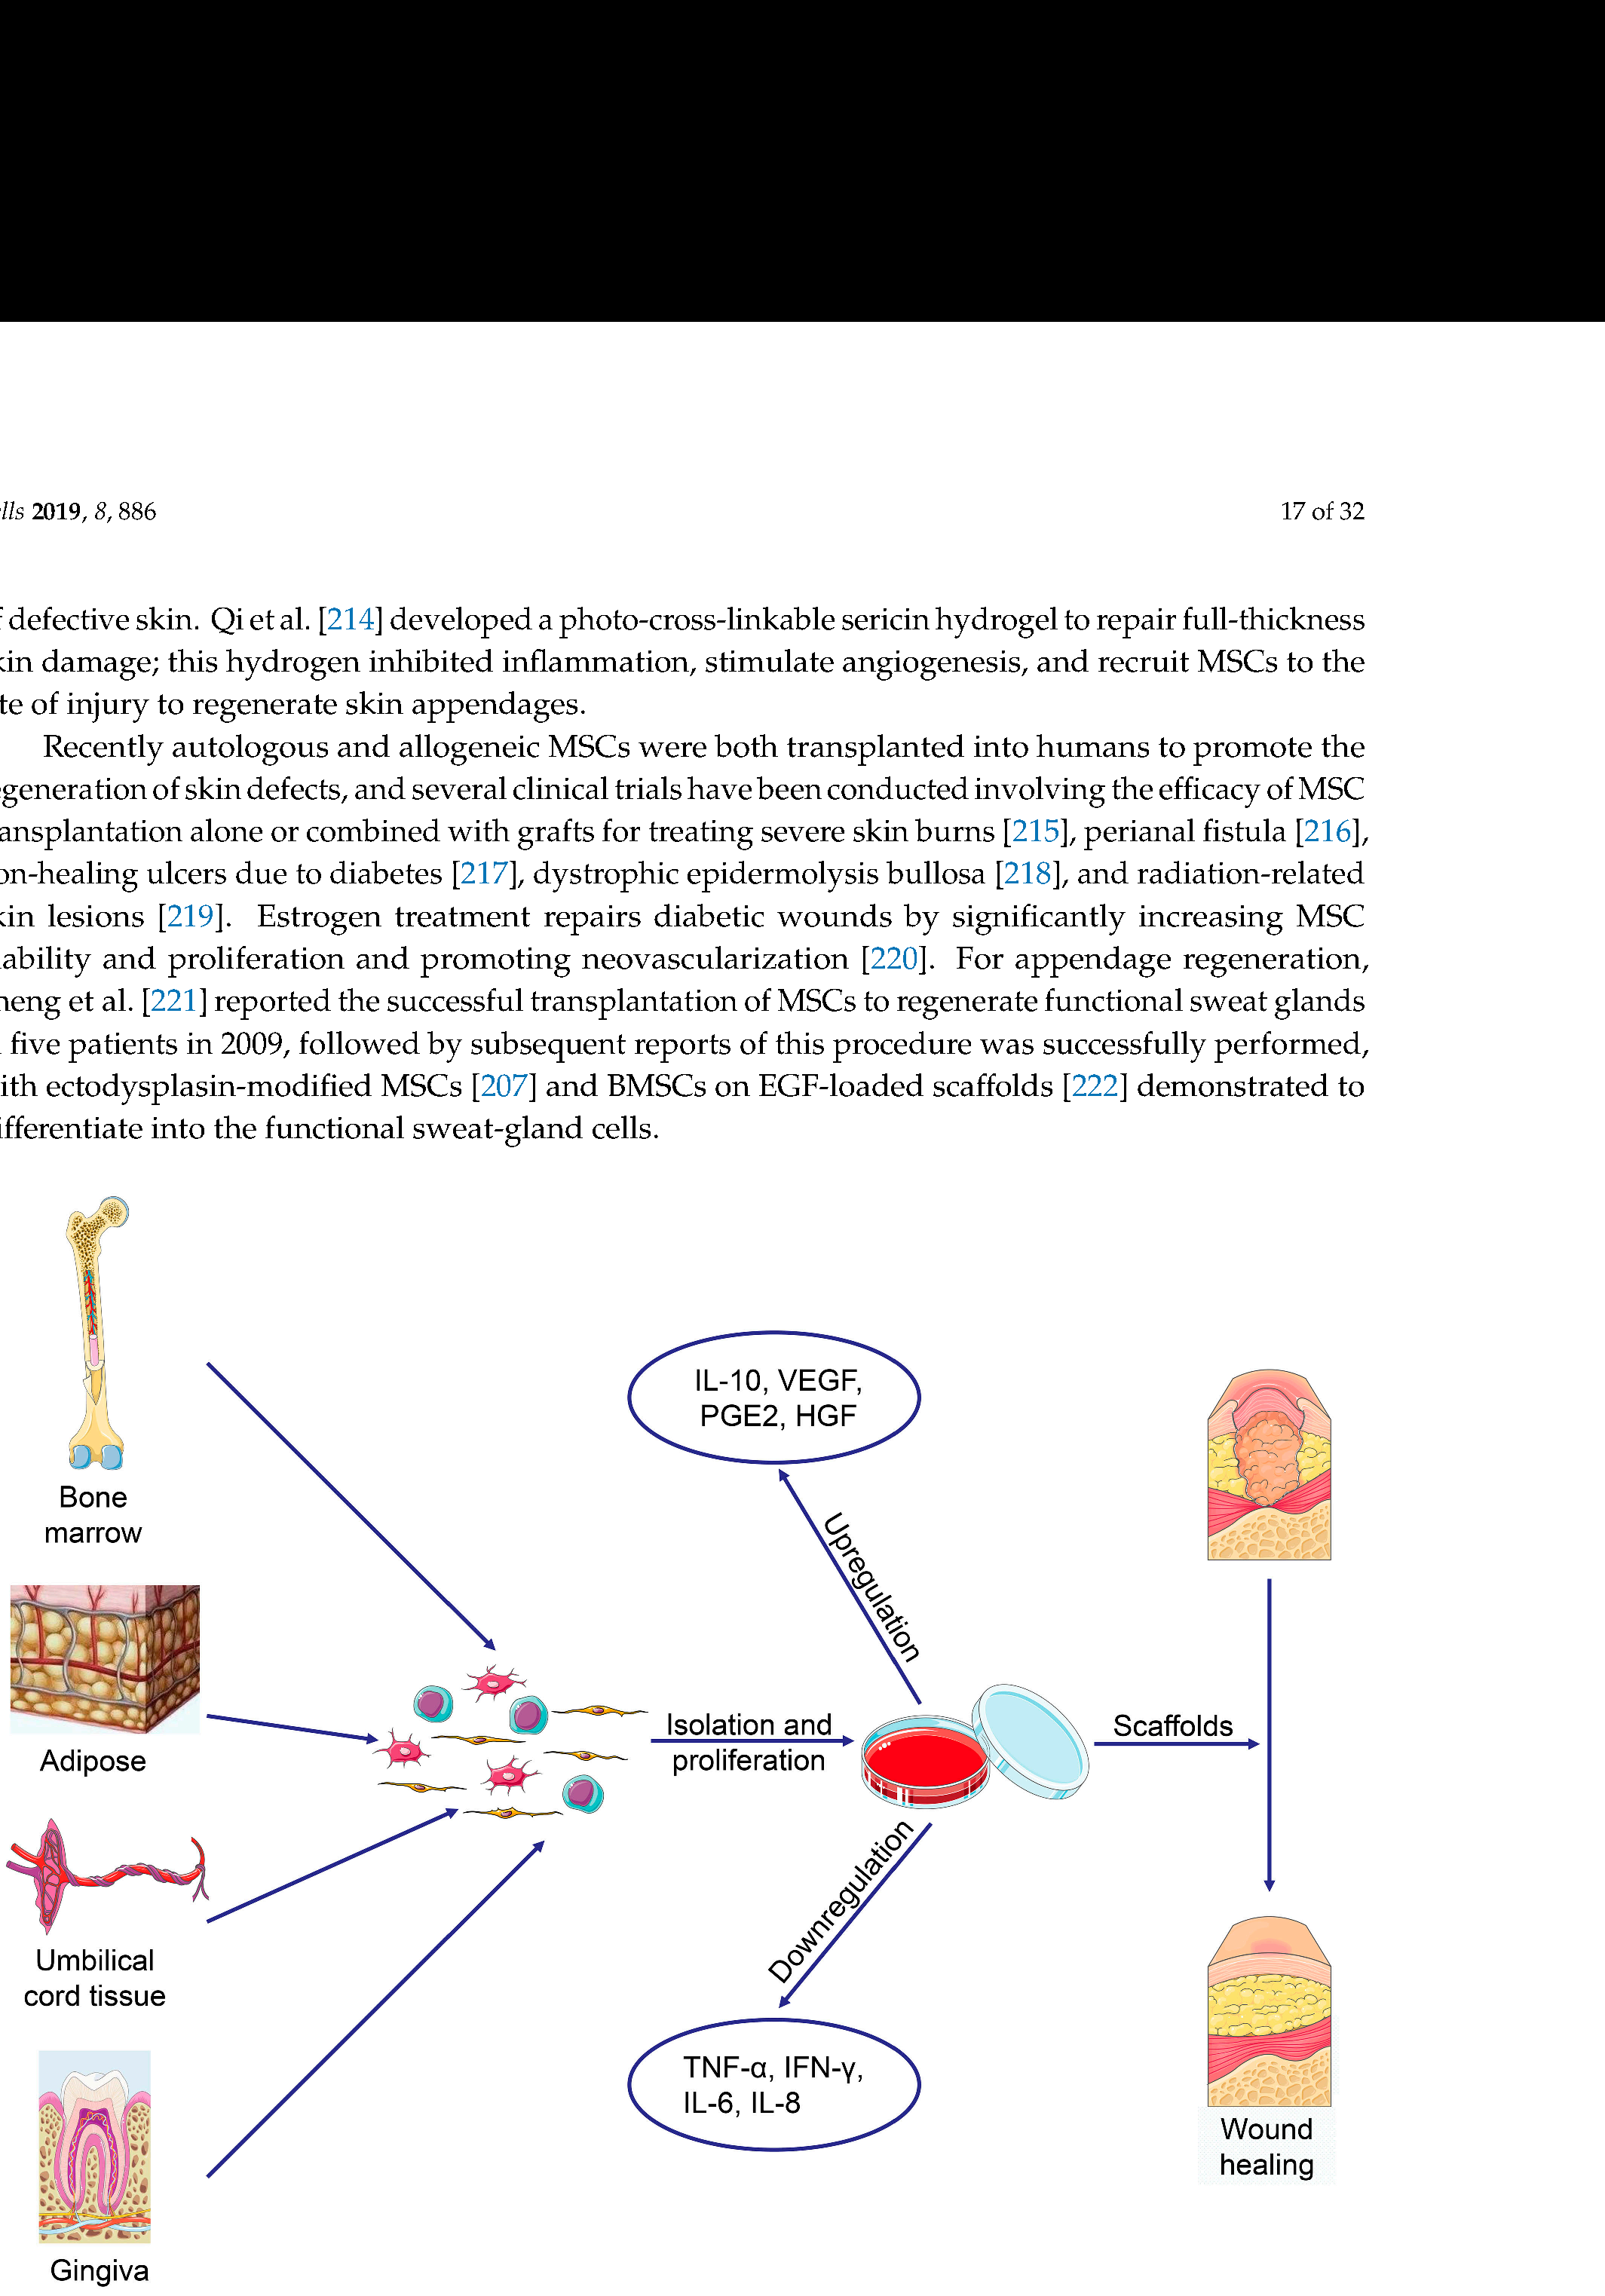 lls 2019, 8, 886
17 of 32
defective skin. Qi et al. [214] developed a photo-cross-linkable sericin hydrogel to repair full-thickness
kin damage; this hydrogen inhibited inflammation, stimulate angiogenesis, and recruit MSCs to the
te of injury to regenerate skin appendages.
Recently autologous and allogeneic MSCs were both transplanted into humans to promote the
egeneration of skin defects, and several clinical trials have been conducted involving the efficacy of MSC
ansplantation alone or combined with grafts for treating severe skin burns [215], perianal fistula [216],
on-healing ulcers due to diabetes [217], dystrophic epidermolysis bullosa [218], and radiation-related
kin lesions [219]. Estrogen treatment repairs diabetic wounds by significantly increasing MSC
iability and proliferation and promoting neovascularization [220]. For appendage regeneration,
heng et al. [221] reported the successful transplantation of MSCs to regenerate functional sweat glands
five patients in 2009, followed by subsequent reports of this procedure was successfully performed,
ith ectodysplasin-modified MSCs [207] and BMSCs on EGF-loaded scaffolds [222] demonstrated to
ifferentiate into the functional sweat-gland cells.
Bone
marrow
Adipose
Umbilical
cord tissue
Gingiva
Isolation and
proliferation
IL-10, VEGF,
PGE2, HGF
Upregulation
Downregulation
TNF-α, IFN-γ,
IL-6, IL-8
Scaffolds
Wound
healing